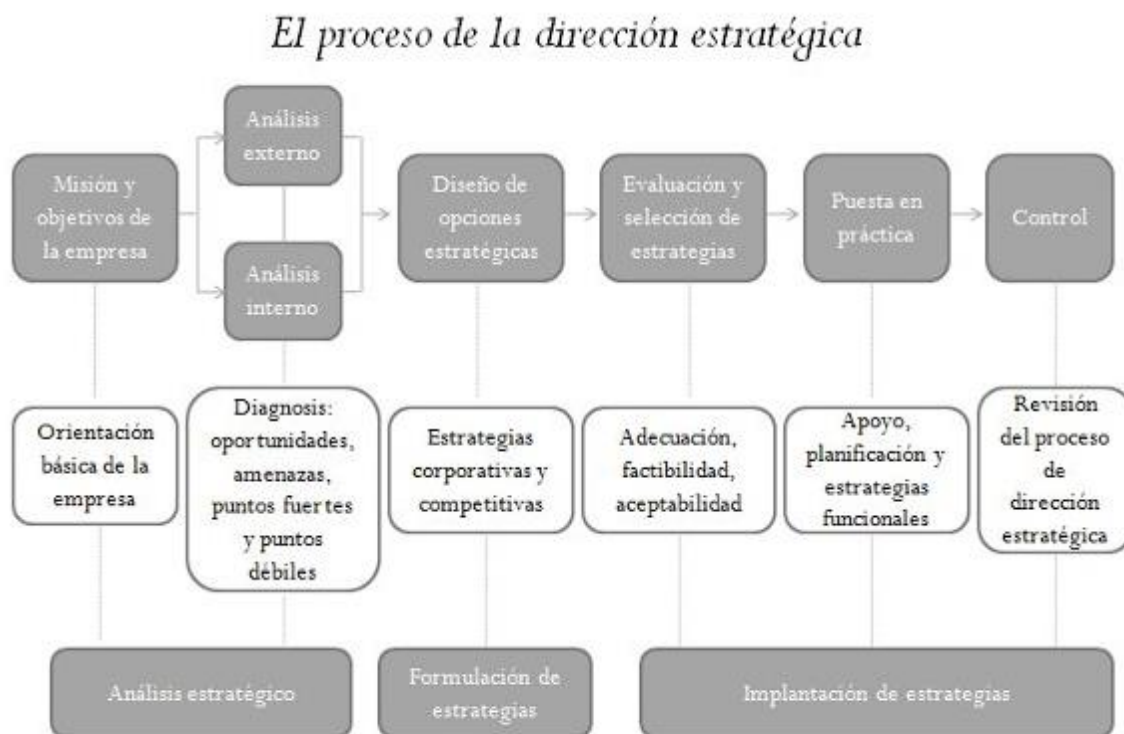 El proceso de la dirección estratégica
Análisis
externo
Misión y
objetivos de
la empresa
Diseño de
opciones
estratégicas
Evaluación y
selección de
estrategias
Puesta en
práctica
Control
Análisis
interno
Orientación
básica de la
empresa
Diagnosis:
oportunidades,
amenazas,
puntos fuertes
y puntos
débiles
Estrategias
corporativas y
competitivas
Adecuación,
factibilidad,
aceptabilidad
Apoyo,
planificación y
estrategias
funcionales
Revisión
del proceso
de
dirección
estratégica
Análisis estratégico
Formulación de
estrategias
Implantación de estrategias